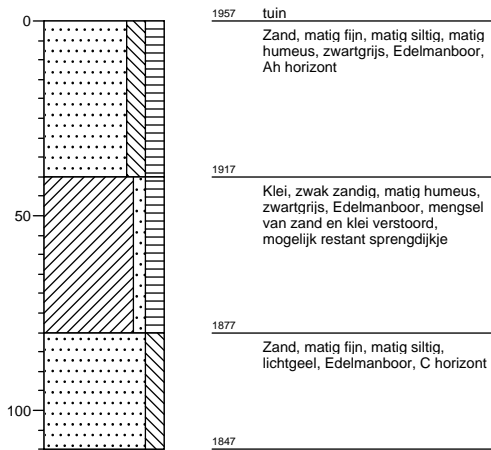 0
1957 tuin
Zand, matig fijn, matig siltig, matig
humeus, zwartgrijs, Edelmanboor,
Ah horizont
1917
Klei, zwak zandig, matig humeus,
zwartgrijs, Edelmanboor, mengsel
van zand en klei verstoord,
mogelijk restant sprengdijkje
50
1877
Zand, matig fijn, matig siltig,
lichtgeel, Edelmanboor, C horizont
100
1847